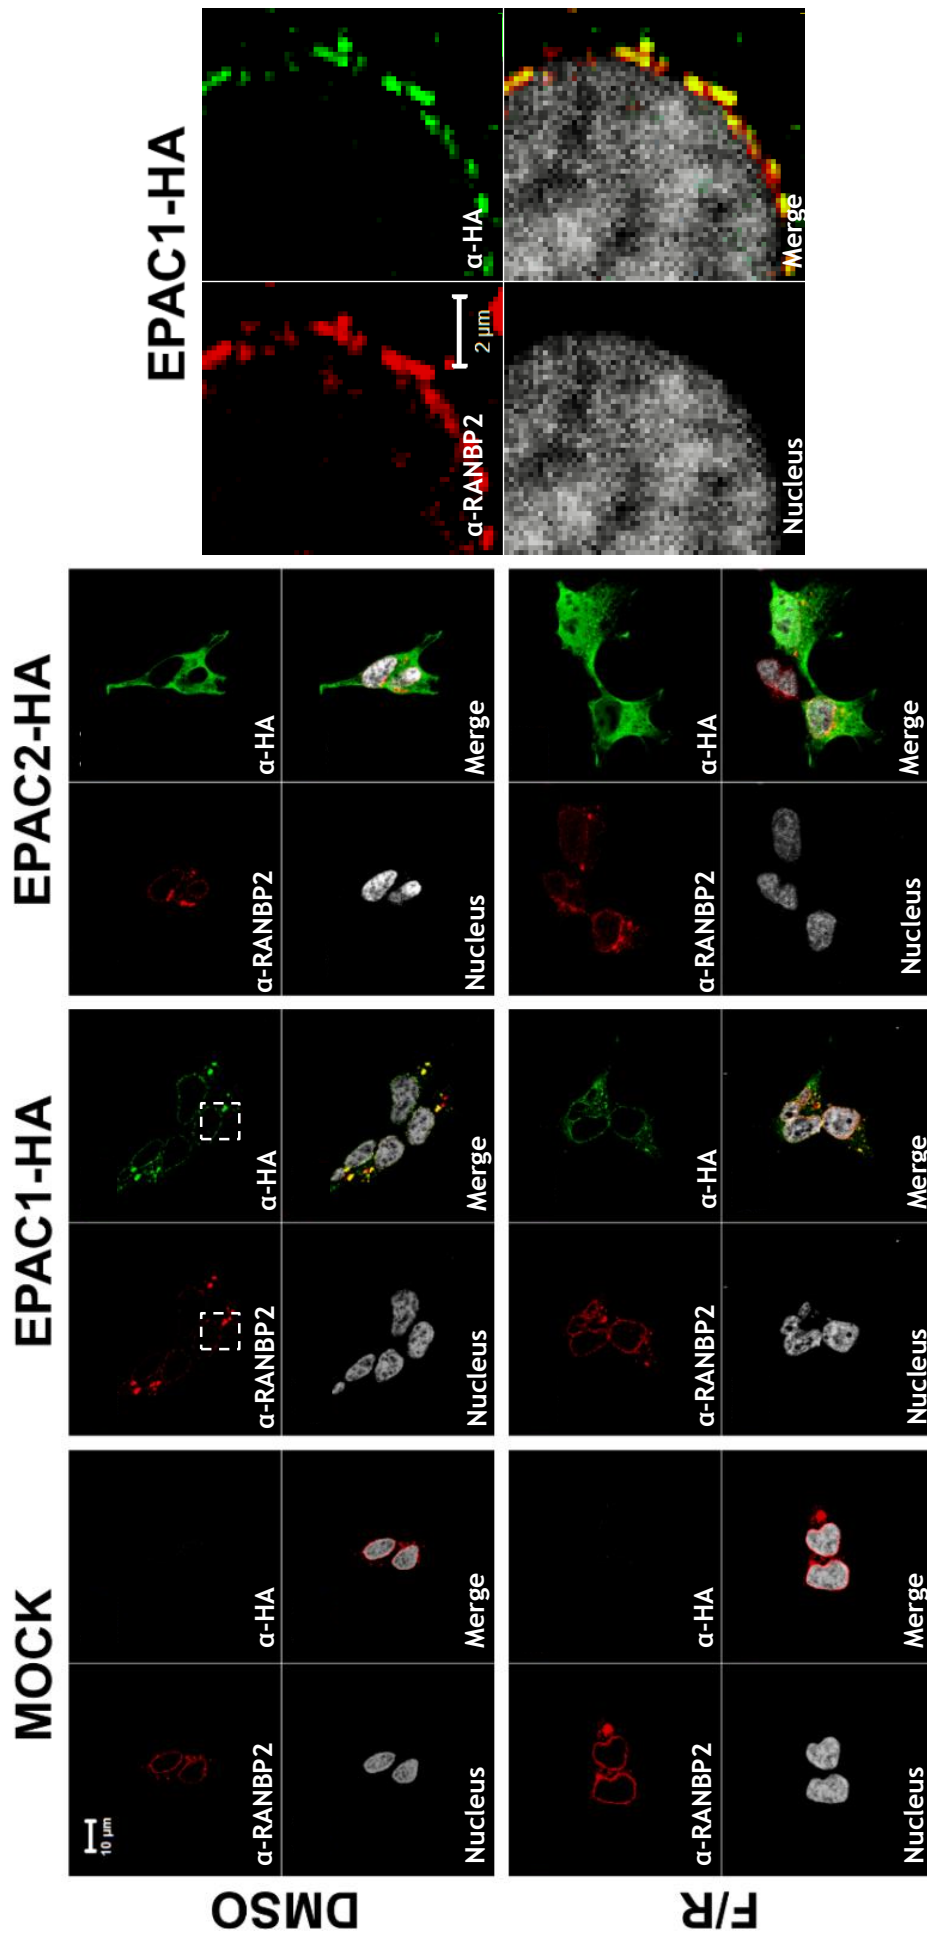 MOCK
EPAC1-HA
EPAC2-HA
EPAC1-HA
DMSO
10 µm
α-RANBP2
α-HA
Nucleus
Merge
α-RANBP2
α-HA
Nucleus
Merge
α-RANBP2
α-HA
Nucleus
Merge
F/R
α-RANBP2
α-HA
Nucleus
Merge
α-RANBP2
α-HA
Nucleus
Merge
α-RANBP2
α-HA
Nucleus
Merge
α-RANBP2
2 µm
α-HA
Nucleus
Merge